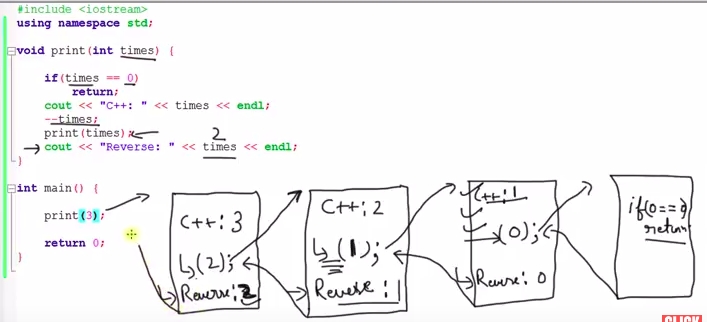 #include <iostream>
using namespace std;
void print(int times) {
if(times == 0)
return;
cout << "C++: " << times << endl;
--times;
print(times);
2
cout << "Reverse: " << times << endl;
}
int main() {
print(3);
return 0;
}
C++: 3
(2);
Reverse: 2
C++: 2
(1);
Reverse: 1
C++: 1
(0);
Reverse: 0
if(0==0)
return
CLICK